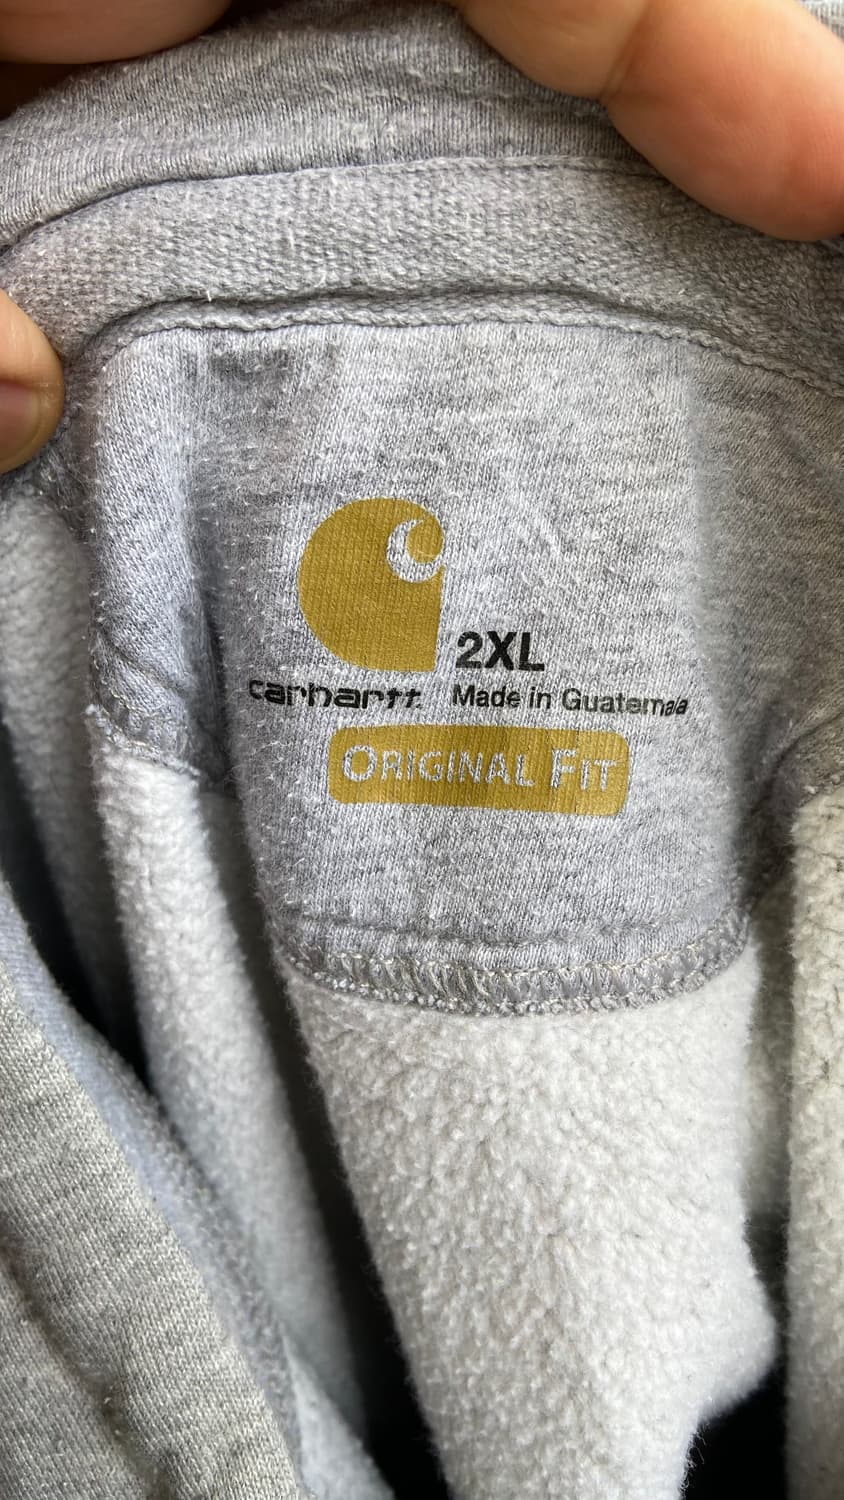 2XL
carhartt. Made in Guatemala
ORIGINAL FIT